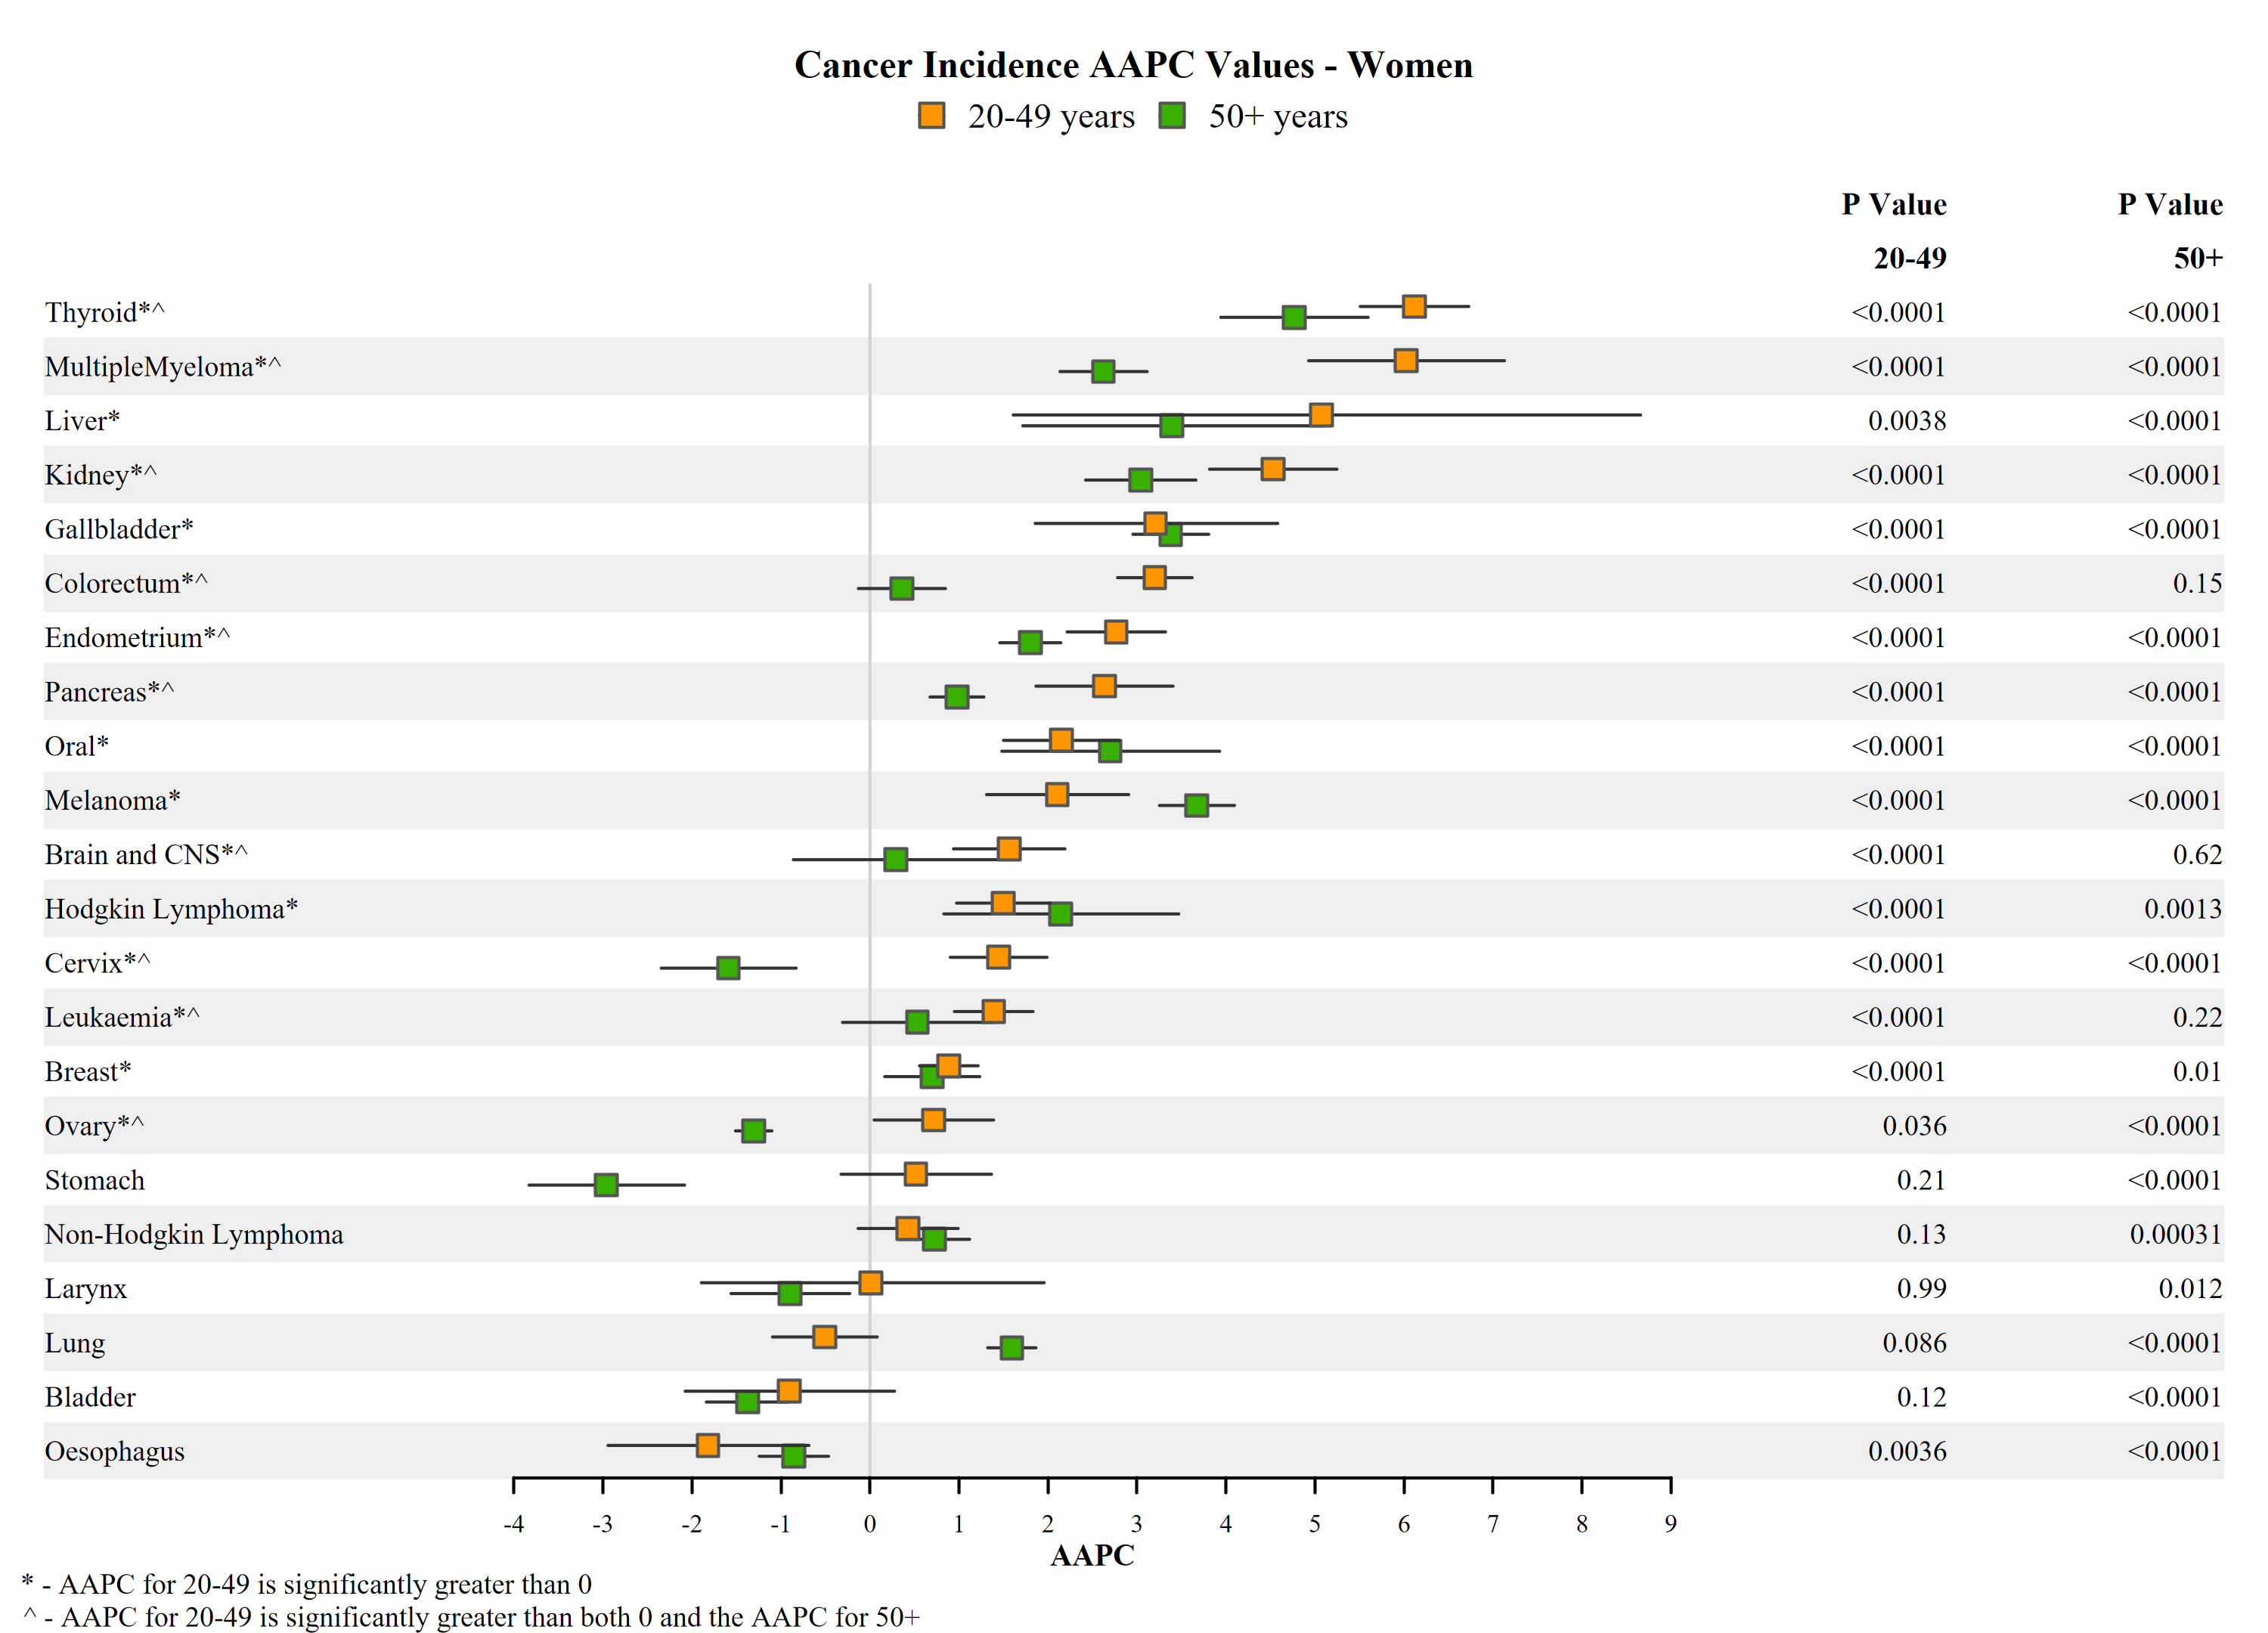 Cancer Incidence AAPC Values - Women
20-49 years 50+ years
P Value P Value
20-49 50+
Thyroid*^ <0.0001 <0.0001
MultipleMyeloma*^ <0.0001 <0.0001
Liver* 0.0038 <0.0001
Kidney*^ <0.0001 <0.0001
Gallbladder* <0.0001 <0.0001
Colorectum*^ <0.0001 0.15
Endometrium*^ <0.0001 <0.0001
Pancreas*^ <0.0001 <0.0001
Oral* <0.0001 <0.0001
Melanoma* <0.0001 <0.0001
Brain and CNS*^ <0.0001 0.62
Hodgkin Lymphoma* <0.0001 0.0013
Cervix*^ <0.0001 <0.0001
Leukaemia*^ <0.0001 0.22
Breast* <0.0001 0.01
Ovary*^ 0.036 <0.0001
Stomach 0.21 <0.0001
Non-Hodgkin Lymphoma 0.13 0.00031
Larynx 0.99 0.012
Lung 0.086 <0.0001
Bladder 0.12 <0.0001
Oesophagus 0.0036 <0.0001
-4 -3 -2 -1 0 1 2 3 4 5 6 7 8 9
AAPC
* - AAPC for 20-49 is significantly greater than 0
^ - AAPC for 20-49 is significantly greater than both 0 and the AAPC for 50+